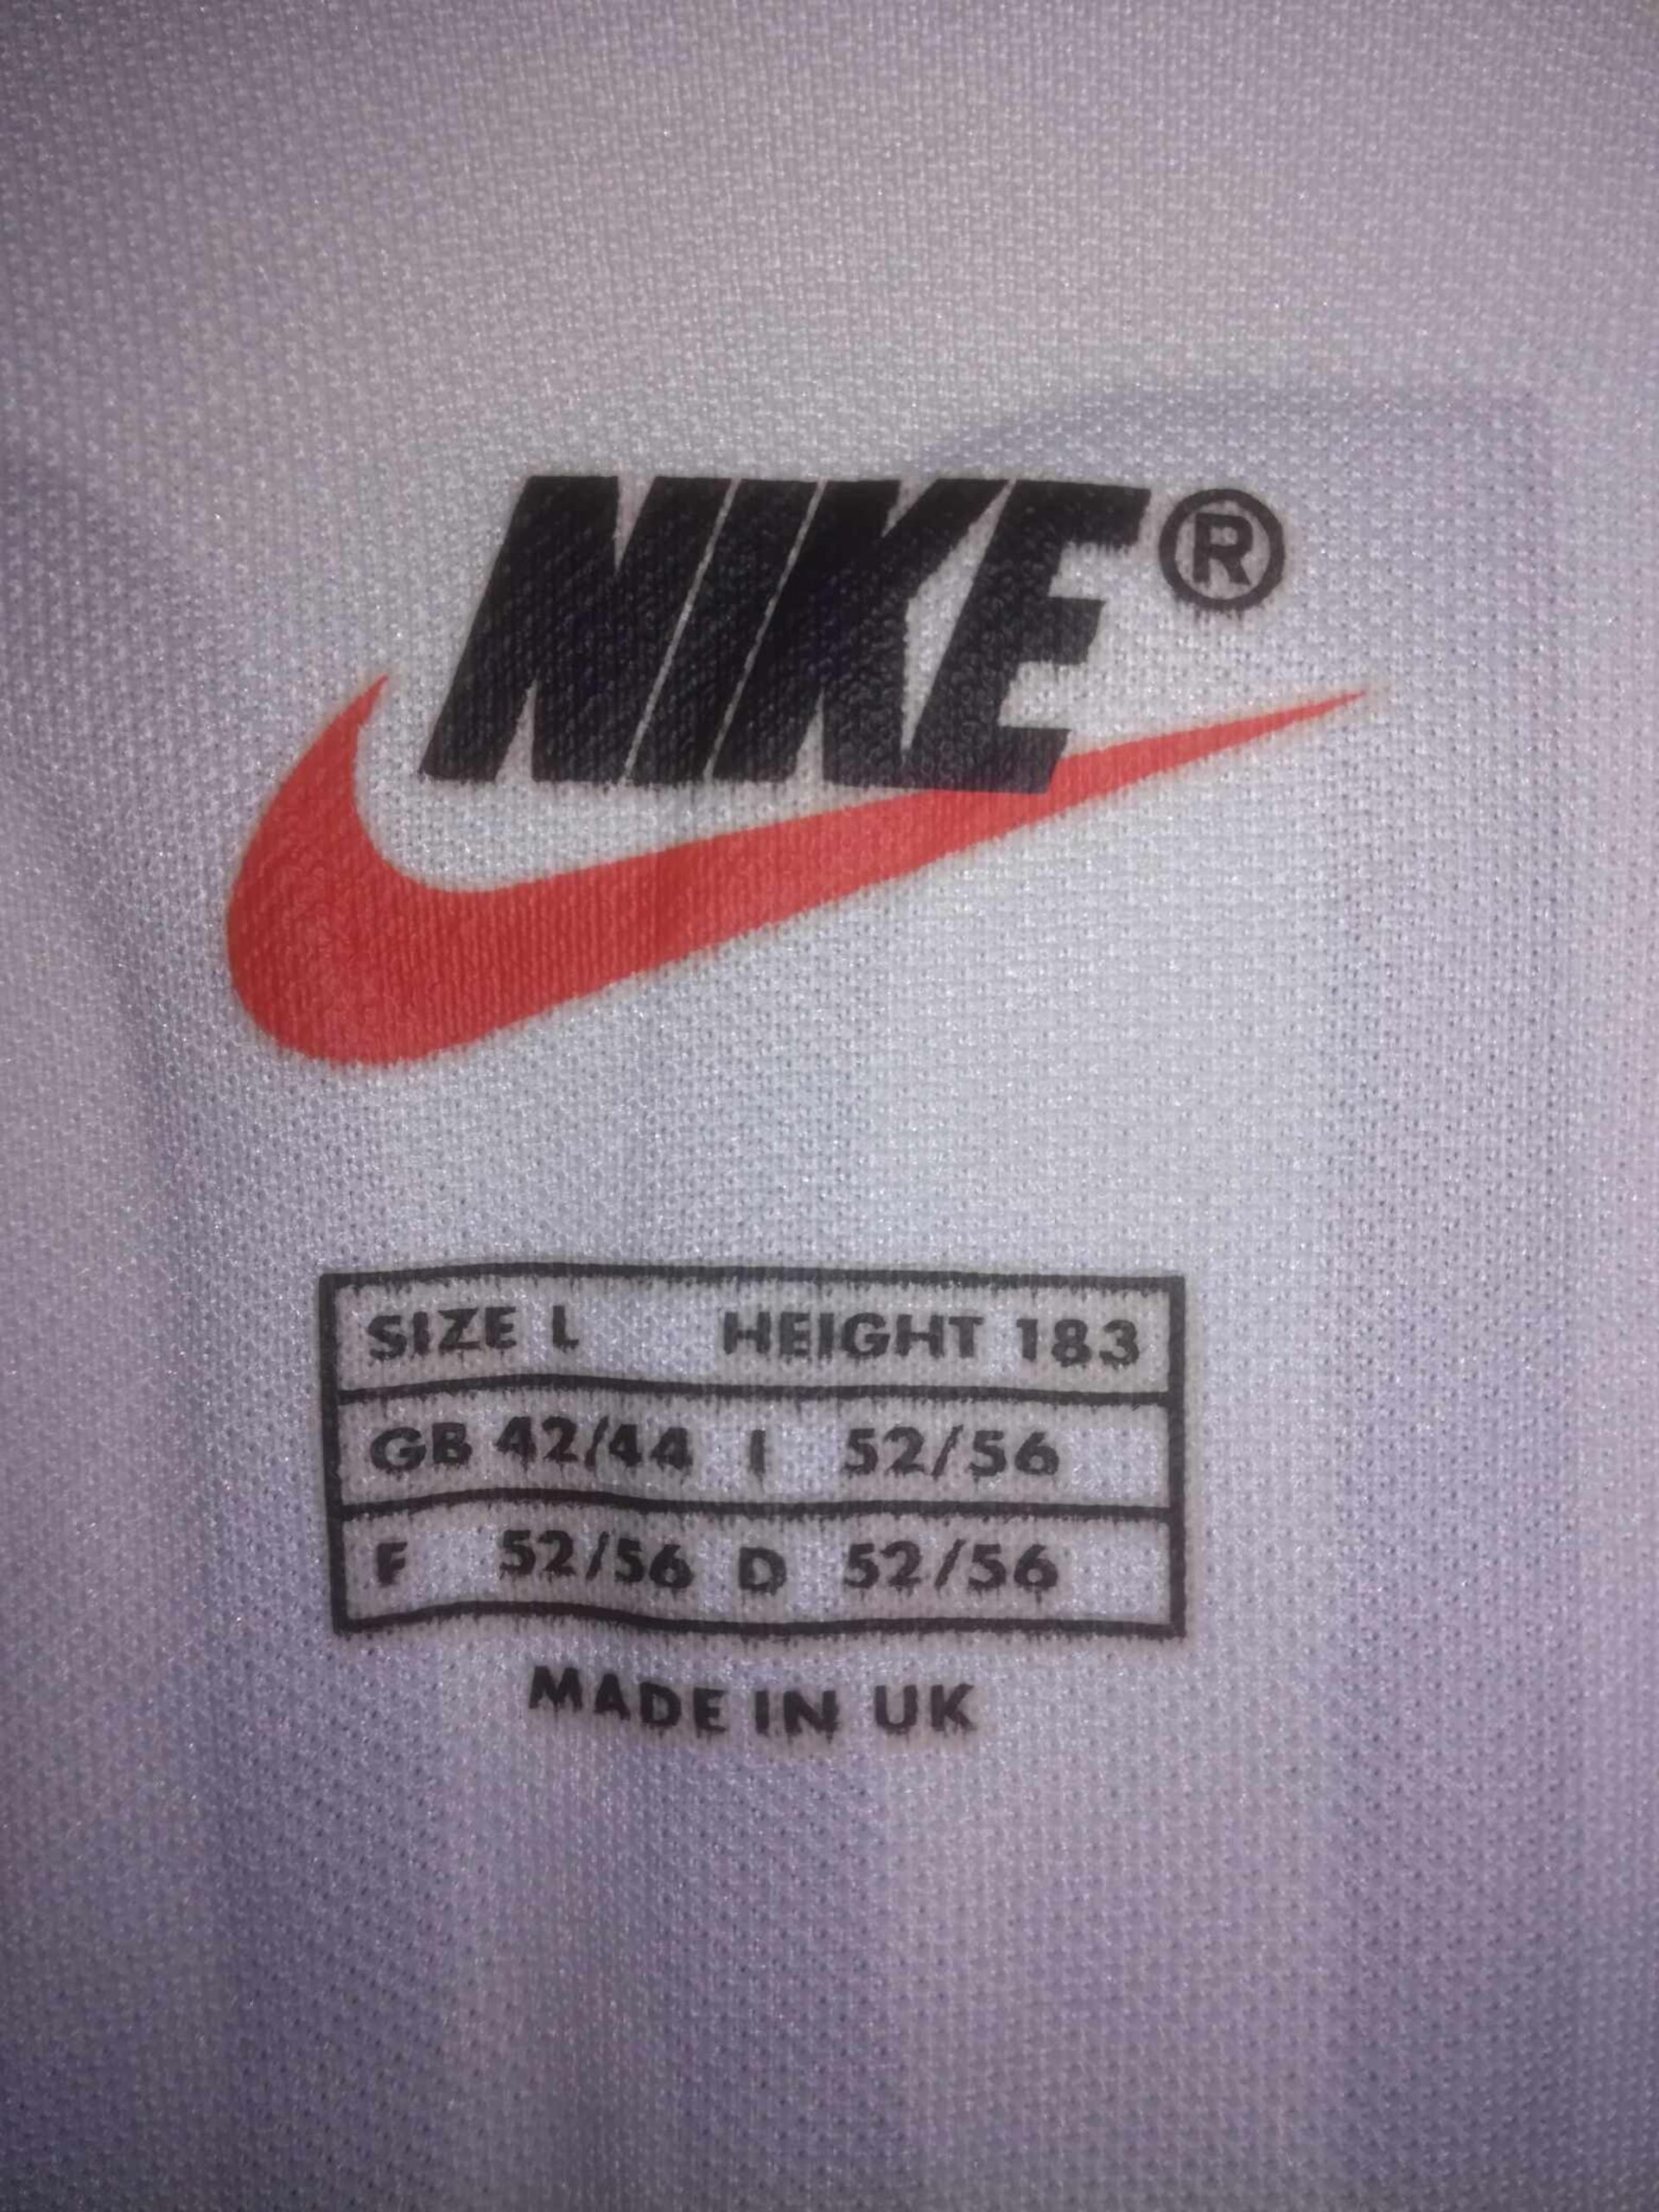 NIKE®
SIZE L HEIGHT 183
GB 42/44 I 52/56
F 52/56 D 52/56
MADE IN UK